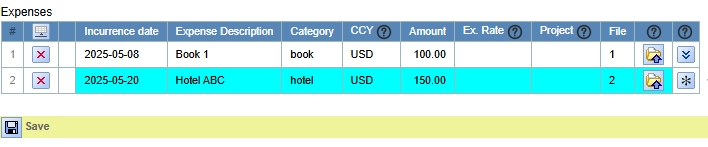 Expenses
# Incurrence date Expense Description Category CCY ? Amount Ex. Rate ? Project ? File ? ?
1 2025-05-08 Book 1 book USD 100.00 1
2 2025-05-20 Hotel ABC hotel USD 150.00 2
Save